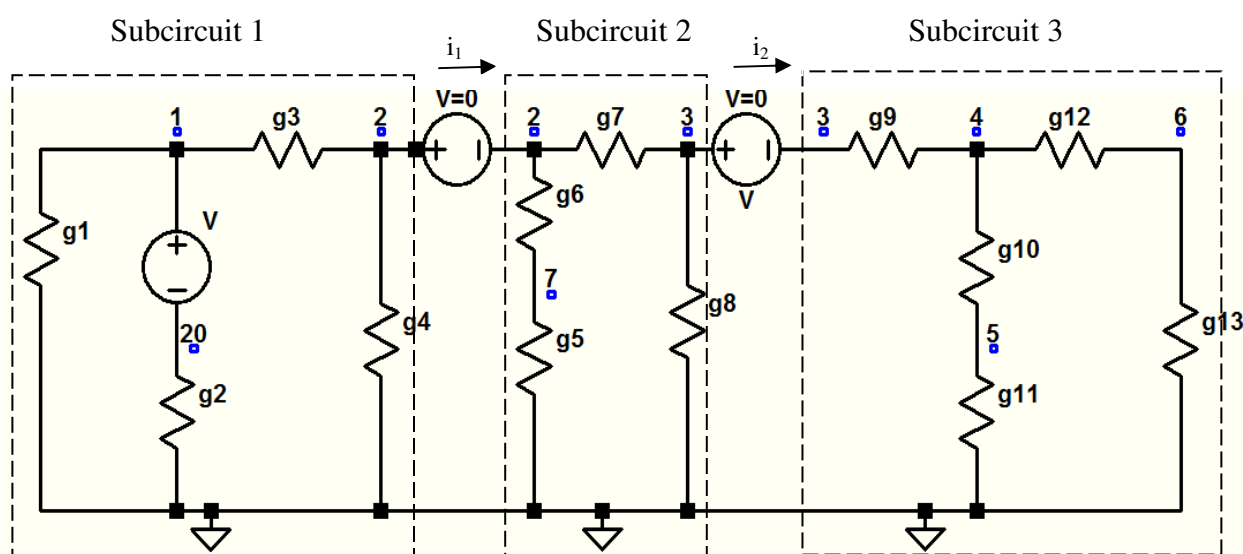 Subcircuit 1
i1
Subcircuit 2
i2
Subcircuit 3
V=0
V=0
1
g3
2
2
g7
3
3
g9
4
g12
6
V
g6
g1
V
g10
7
20
g4
g5
g8
5
g13
g2
g11